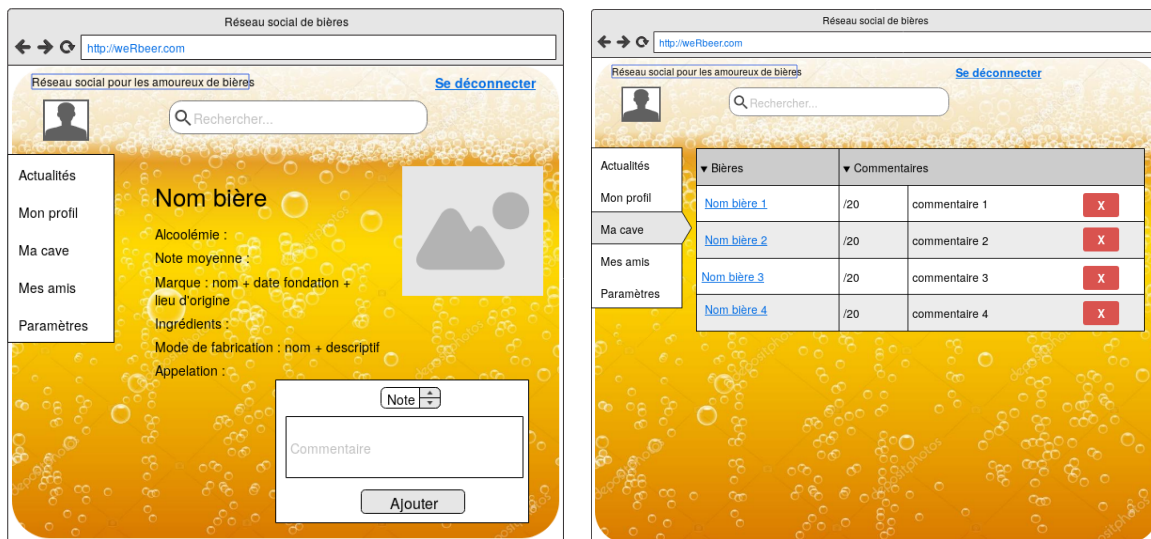 Réseau social de bières
http://weRbeer.com
Réseau social pour les amoureux de bières
Se déconnecter
Rechercher...
Actualités
Mon profil
Ma cave
Mes amis
Paramètres
Nom bière
Alcoolémie :
Note moyenne :
Marque : nom + date fondation +
lieu d'origine
Ingrédients :
Mode de fabrication : nom + descriptif
Appelation :
Note
Commentaire
Ajouter
Réseau social de bières
http://weRbeer.com
Réseau social pour les amoureux de bières
Se déconnecter
Rechercher...
Actualités
Mon profil
Ma cave
Mes amis
Paramètres
▼ Bières ▼ Commentaires
Nom bière 1 /20 commentaire 1 X
Nom bière 2 /20 commentaire 2 X
Nom bière 3 /20 commentaire 3 X
Nom bière 4 /20 commentaire 4 X
depositphotos